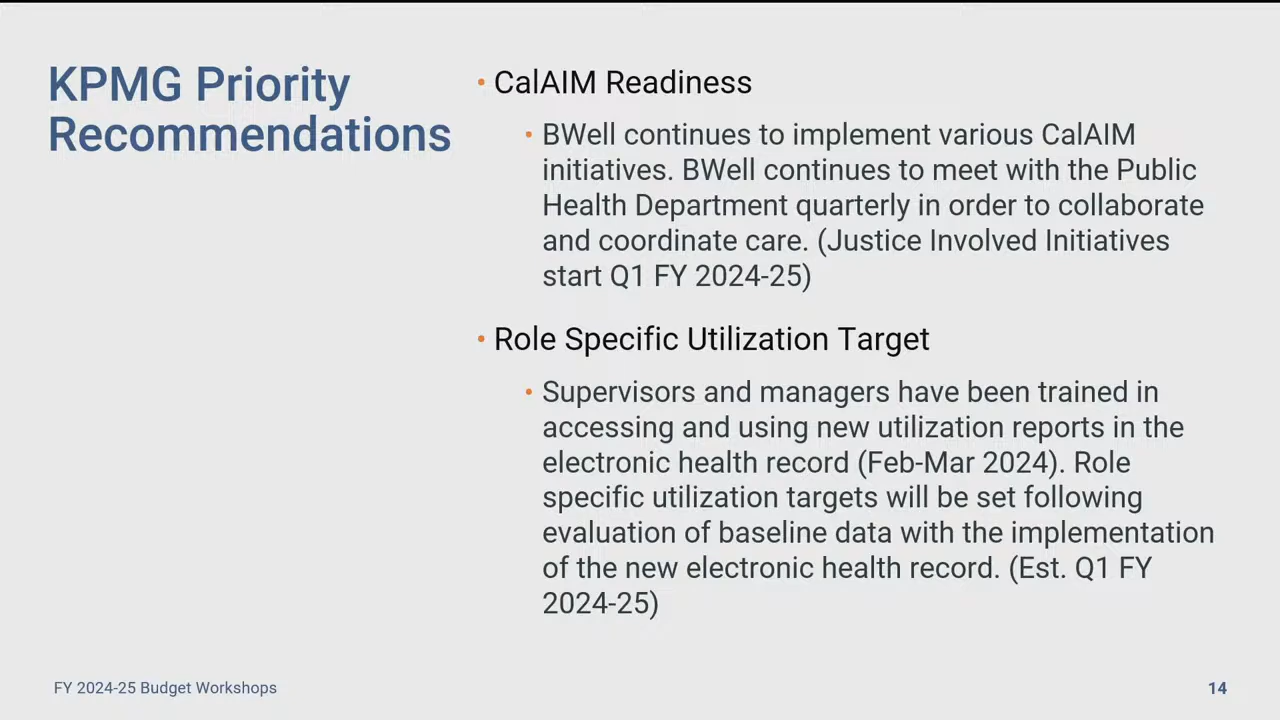 KPMG Priority
Recommendations
• CalAIM Readiness
• BWell continues to implement various CalAIM
initiatives. BWell continues to meet with the Public
Health Department quarterly in order to collaborate
and coordinate care. (Justice Involved Initiatives
start Q1 FY 2024-25)
• Role Specific Utilization Target
• Supervisors and managers have been trained in
accessing and using new utilization reports in the
electronic health record (Feb-Mar 2024). Role
specific utilization targets will be set following
evaluation of baseline data with the implementation
of the new electronic health record. (Est. Q1 FY
2024-25)
FY 2024-25 Budget Workshops
14